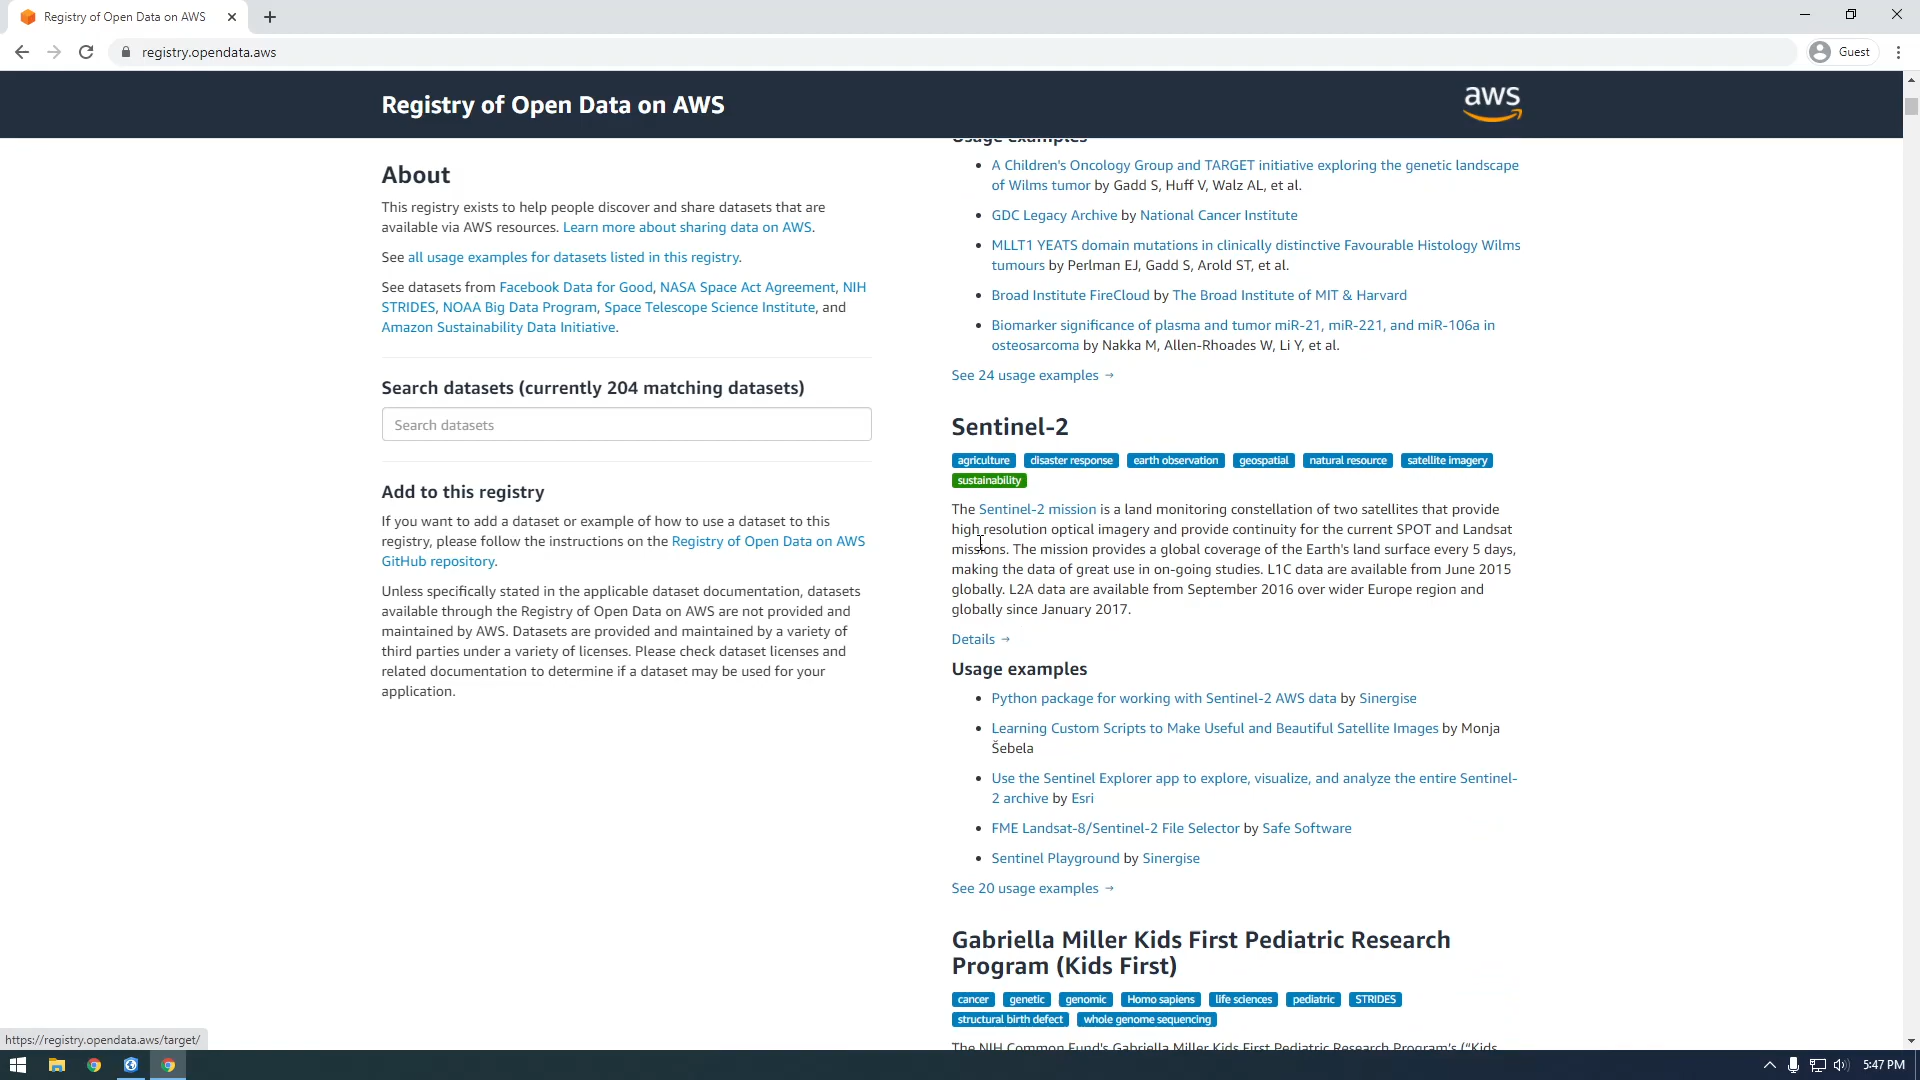 Registry of Open Data on AWS
registry.opendata.aws
Guest
Registry of Open Data on AWS
aws
About
This registry exists to help people discover and share datasets that are
available via AWS resources. Learn more about sharing data on AWS.
See all usage examples for datasets listed in this registry.
See datasets from Facebook Data for Good, NASA Space Act Agreement, NIH
STRIDES, NOAA Big Data Program, Space Telescope Science Institute, and
Amazon Sustainability Data Initiative.
Search datasets (currently 204 matching datasets)
Search datasets
Add to this registry
If you want to add a dataset or example of how to use a dataset to this
registry, please follow the instructions on the Registry of Open Data on AWS
GitHub repository.
Unless specifically stated in the applicable dataset documentation, datasets
available through the Registry of Open Data on AWS are not provided and
maintained by AWS. Datasets are provided and maintained by a variety of
third parties under a variety of licenses. Please check dataset licenses and
related documentation to determine if a dataset may be used for your
application.
Usage examples
• A Children's Oncology Group and TARGET initiative exploring the genetic landscape
of Wilms tumor by Gadd S, Huff V, Walz AL, et al.
• GDC Legacy Archive by National Cancer Institute
• MLLT1 YEATS domain mutations in clinically distinctive Favourable Histology Wilms
tumours by Perlman EJ, Gadd S, Arold ST, et al.
• Broad Institute FireCloud by The Broad Institute of MIT & Harvard
• Biomarker significance of plasma and tumor miR-21, miR-221, and miR-106a in
osteosarcoma by Nakka M, Allen-Rhoades W, Li Y, et al.
See 24 usage examples →
Sentinel-2
agriculture disaster response earth observation geospatial natural resource satellite imagery
sustainability
The Sentinel-2 mission is a land monitoring constellation of two satellites that provide
high resolution optical imagery and provide continuity for the current SPOT and Landsat
missions. The mission provides a global coverage of the Earth's land surface every 5 days,
making the data of great use in on-going studies. L1C data are available from June 2015
globally. L2A data are available from September 2016 over wider Europe region and
globally since January 2017.
Details →
Usage examples
• Python package for working with Sentinel-2 AWS data by Sinergise
• Learning Custom Scripts to Make Useful and Beautiful Satellite Images by Monja
Šebela
• Use the Sentinel Explorer app to explore, visualize, and analyze the entire Sentinel-
2 archive by Esri
• FME Landsat-8/Sentinel-2 File Selector by Safe Software
• Sentinel Playground by Sinergise
See 20 usage examples →
Gabriella Miller Kids First Pediatric Research
Program (Kids First)
cancer genetic genomic Homo sapiens life sciences pediatric STRIDES
structural birth defect whole genome sequencing
The NIH Common Fund's Gabriella Miller Kids First Pediatric Research Program's ("Kids
https://registry.opendata.aws/target/
5:47 PM